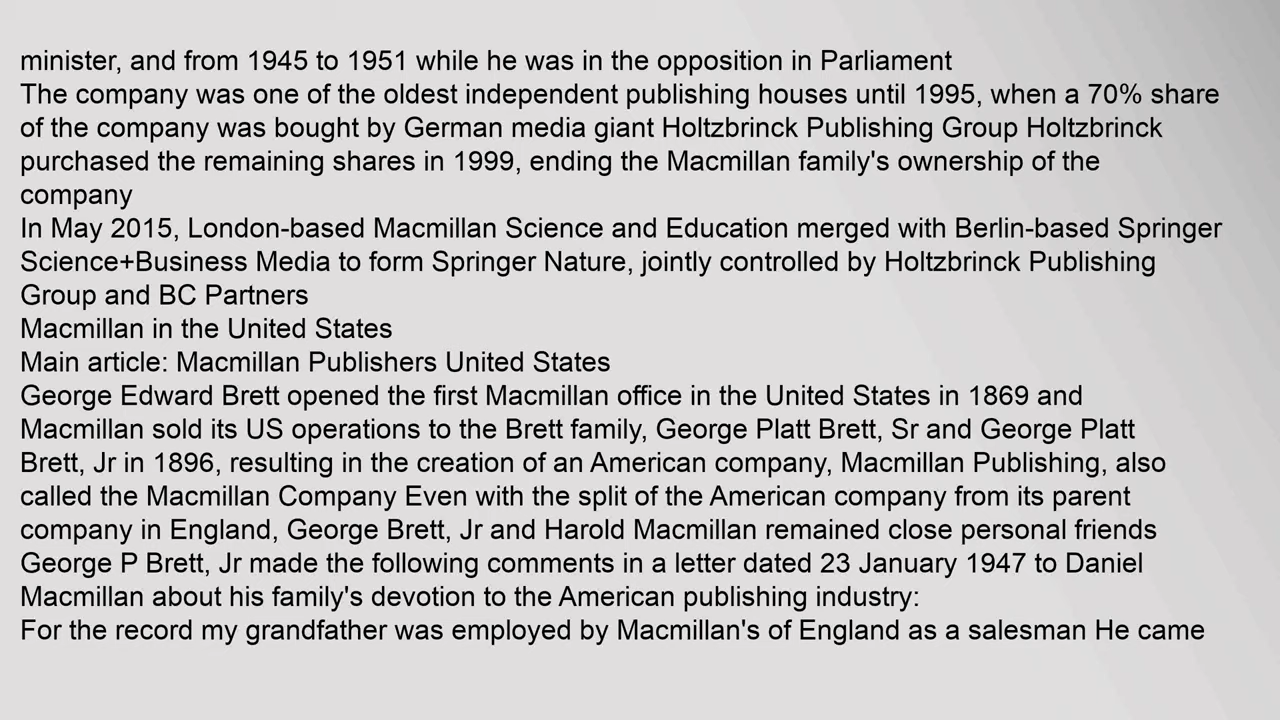 minister, and from 1945 to 1951 while he was in the opposition in Parliament
The company was one of the oldest independent publishing houses until 1995, when a 70% share
of the company was bought by German media giant Holtzbrinck Publishing Group Holtzbrinck
purchased the remaining shares in 1999, ending the Macmillan family's ownership of the
company
In May 2015, London-based Macmillan Science and Education merged with Berlin-based Springer
Science+Business Media to form Springer Nature, jointly controlled by Holtzbrinck Publishing
Group and BC Partners
Macmillan in the United States
Main article: Macmillan Publishers United States
George Edward Brett opened the first Macmillan office in the United States in 1869 and
Macmillan sold its US operations to the Brett family, George Platt Brett, Sr and George Platt
Brett, Jr in 1896, resulting in the creation of an American company, Macmillan Publishing, also
called the Macmillan Company Even with the split of the American company from its parent
company in England, George Brett, Jr and Harold Macmillan remained close personal friends
George P Brett, Jr made the following comments in a letter dated 23 January 1947 to Daniel
Macmillan about his family's devotion to the American publishing industry:
For the record my grandfather was employed by Macmillan's of England as a salesman He came